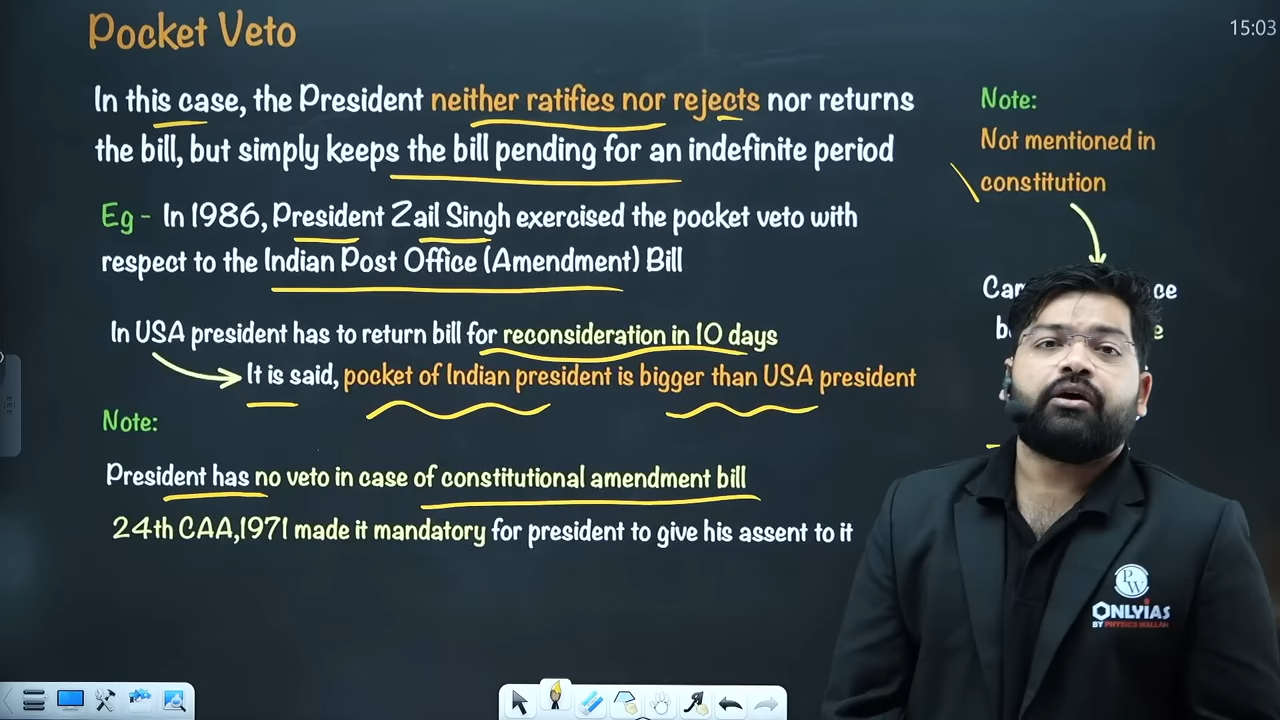 Pocket Veto
15:03
In this case, the President neither ratifies nor rejects nor returns
the bill, but simply keeps the bill pending for an indefinite period
Eg - In 1986, President Zail Singh exercised the pocket veto with
respect to the Indian Post Office (Amendment) Bill
In USA president has to return bill for reconsideration in 10 days
It is said, pocket of Indian president is bigger than USA president
Note:
President has no veto in case of constitutional amendment bill
24th CAA,1971 made it mandatory for president to give his assent to it
Note:
Not mentioned in
constitution
PW
ONLYIAS
BY PHYSICS WALLAH